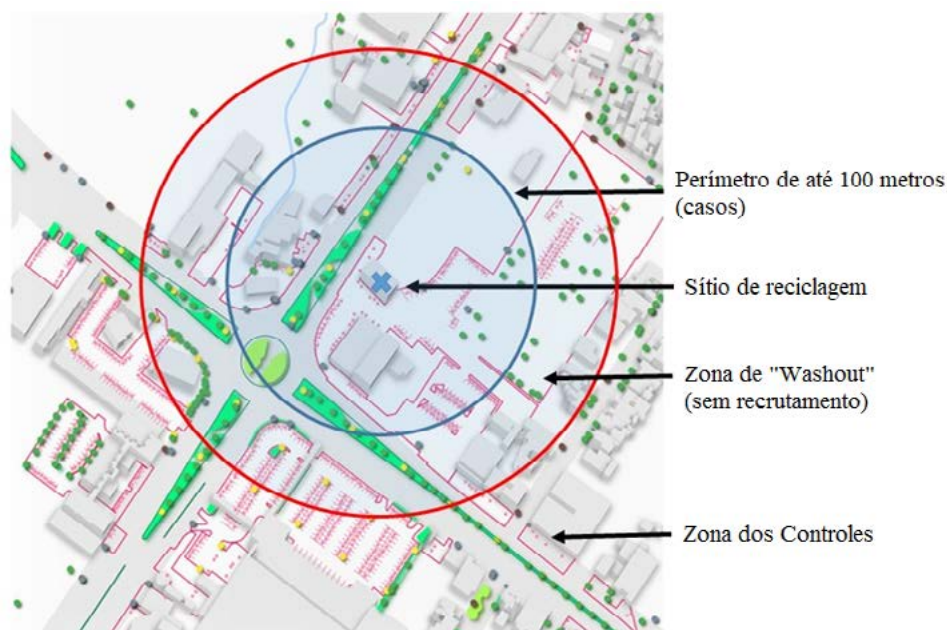 Perímetro de até 100 metros
(casos)
Sítio de reciclagem
Zona de "Washout"
(sem recrutamento)
Zona dos Controles